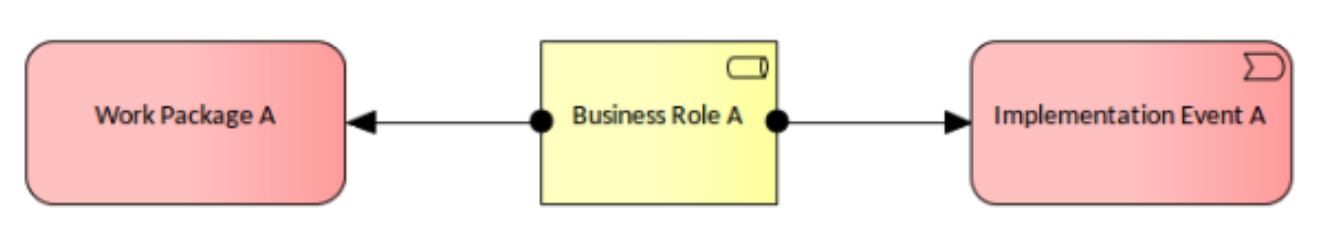 Work Package A
Business Role A
Implementation Event A